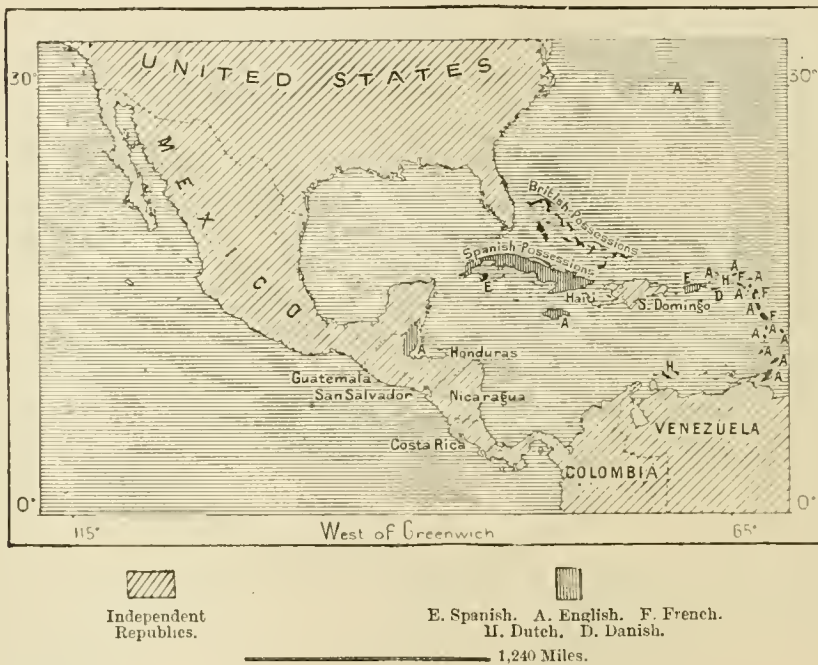 UNITED STATES
30°
30°
A
MEXICO
British Possessions
Spanish Possessions
E
Haiti
S. Domingo
E
A
H
D
A
F
A
A
F
A
F
A
A
A
A
A
A
A
Honduras
H
Guatemala
San Salvador
Nicaragua
Costa Rica
VENEZUELA
COLOMBIA
0°
0°
115°
West of Greenwich
65°
Independent
Republics.
E. Spanish. A. English. F. French.
H. Dutch. D. Danish.
1,240 Miles.